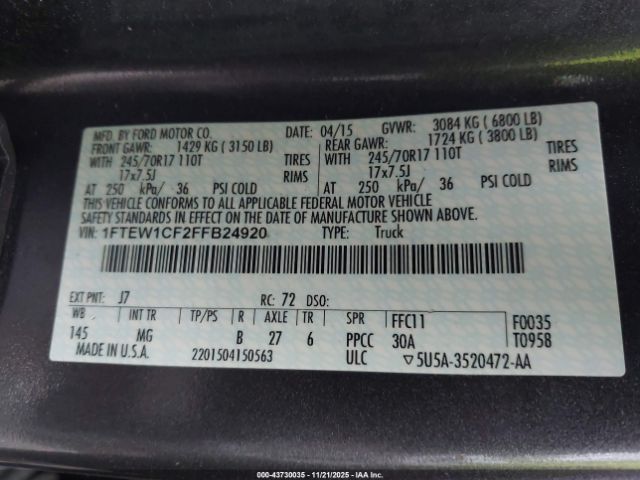 MFD. BY FORD MOTOR CO. DATE: 04/15 GVWR: 3084 KG ( 6800 LB)
FRONT GAWR: 1429 KG ( 3150 LB) REAR GAWR: 1724 KG ( 3800 LB)
WITH 245/70R17 110T TIRES WITH 245/70R17 110T TIRES
17x7.5J RIMS 17x7.5J RIMS
AT 250 kPa/ 36 PSI COLD AT 250 kPa/ 36 PSI COLD
THIS VEHICLE CONFORMS TO ALL APPLICABLE FEDERAL MOTOR VEHICLE
SAFETY STANDARDS IN EFFECT ON THE DATE OF MANUFACTURE SHOWN ABOVE.
VIN: 1FTEW1CF2FFB24920 TYPE: Truck
EXT PNT: J7 RC: 72 DSO:
WB INT TR TP/PS R AXLE TR SPR FFC11 F0035
145 MG B 27 6 PPCC 30A T0958
MADE IN U.S.A. 2201504150563 ULC ▽5U5A-3520472-AA
000-43730035 - 11/21/2025 - IAA Inc.